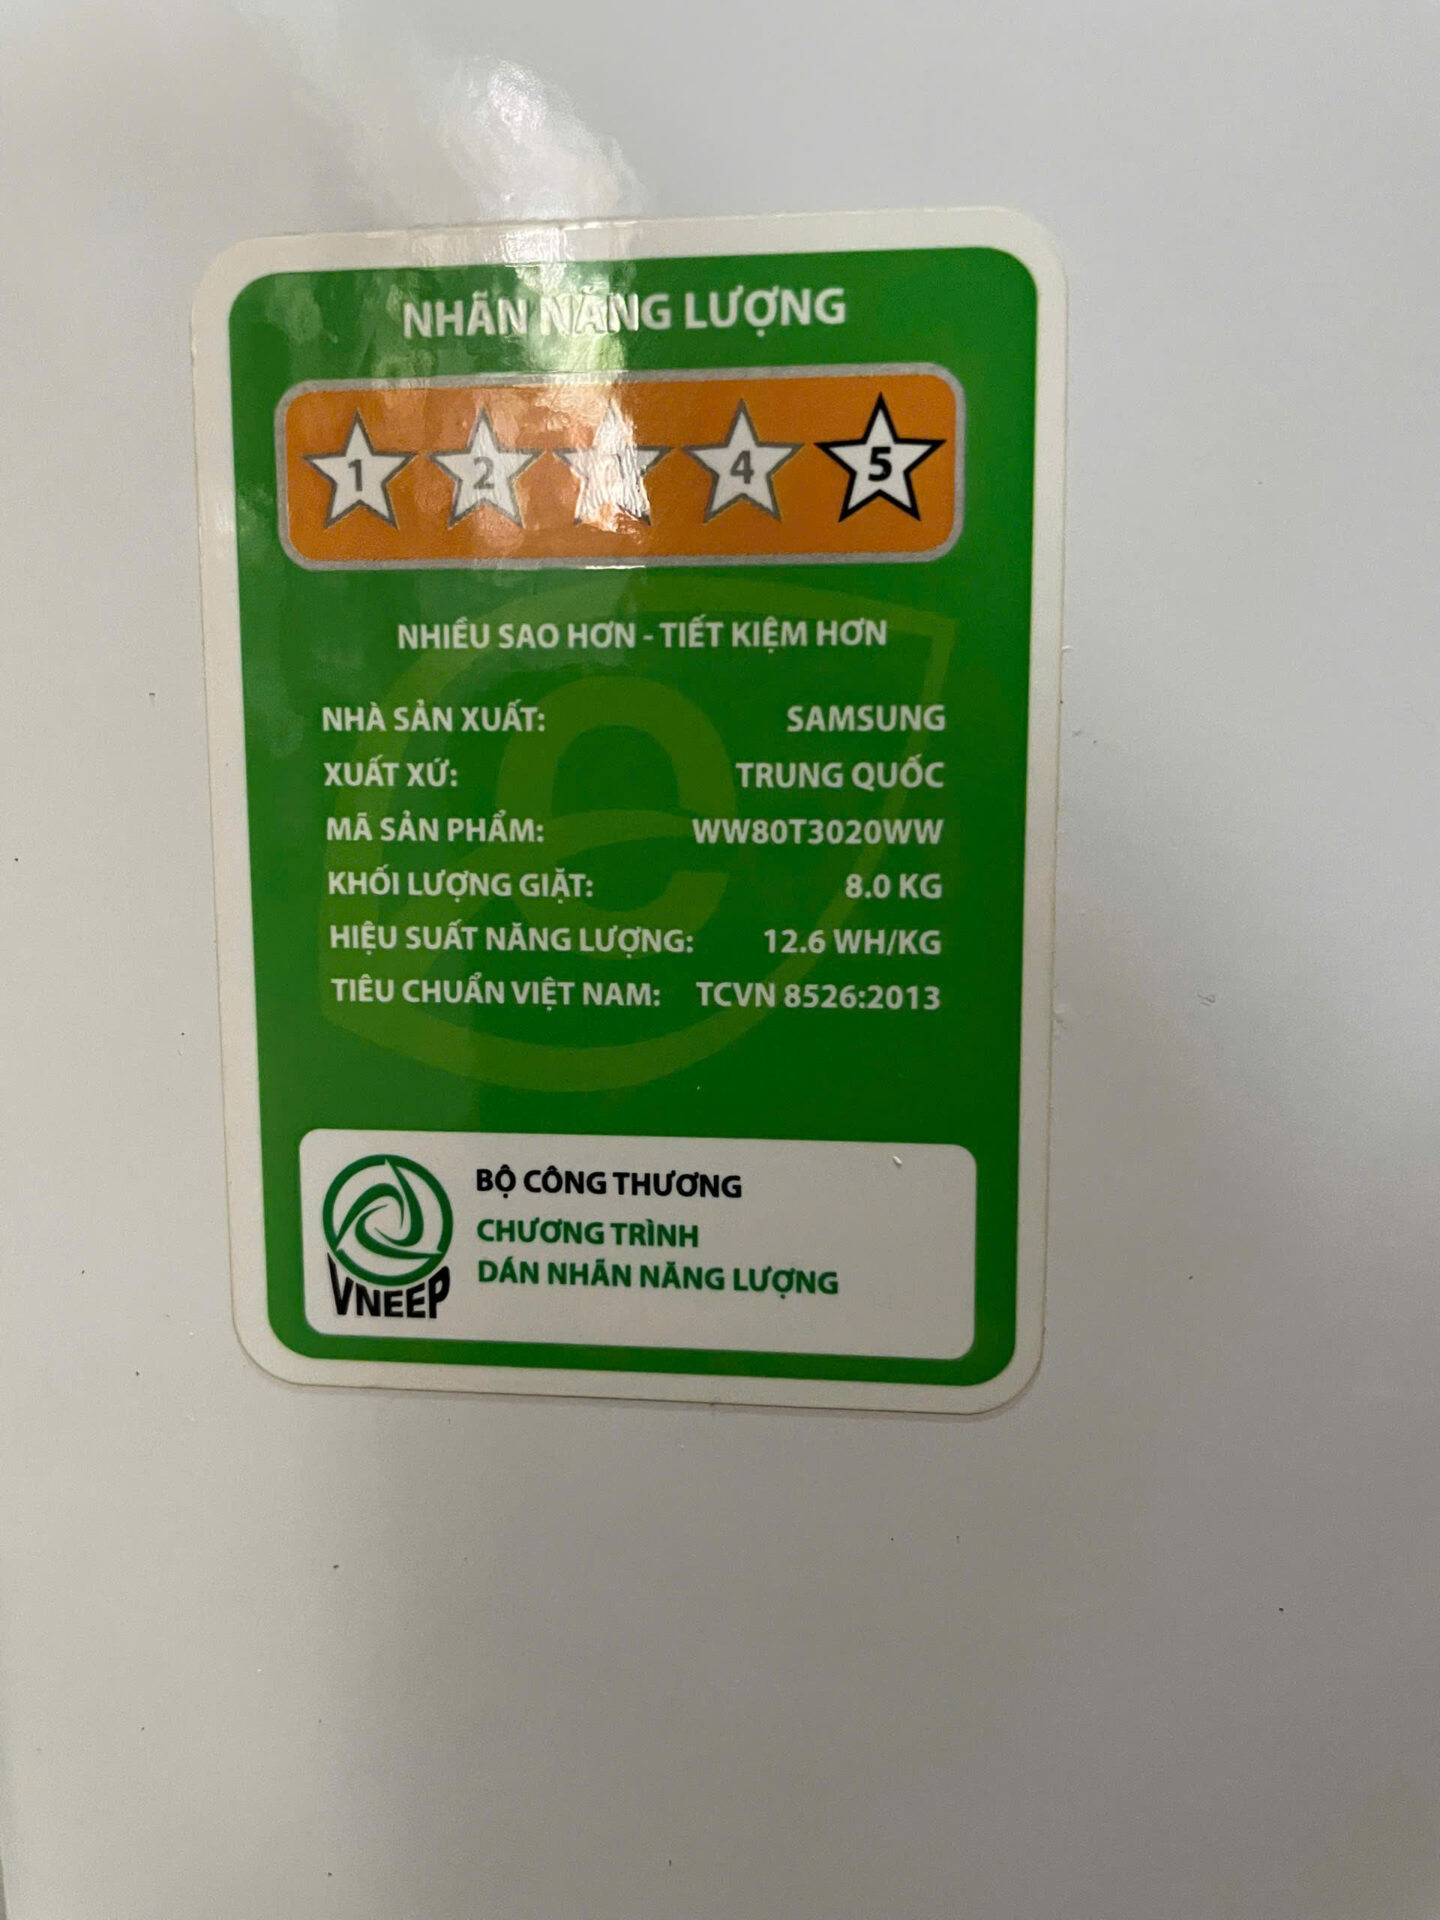 NHÃN NĂNG LƯỢNG
1 2 4 5
NHIỀU SAO HƠN - TIẾT KIỆM HƠN
NHÀ SẢN XUẤT: SAMSUNG
XUẤT XỨ: TRUNG QUỐC
MÃ SẢN PHẨM: WW80T3020WW
KHỐI LƯỢNG GIẶT: 8.0 KG
HIỆU SUẤT NĂNG LƯỢNG: 12.6 WH/KG
TIÊU CHUẨN VIỆT NAM: TCVN 8526:2013
BỘ CÔNG THƯƠNG
CHƯƠNG TRÌNH
DÁN NHÃN NĂNG LƯỢNG
VNEEP